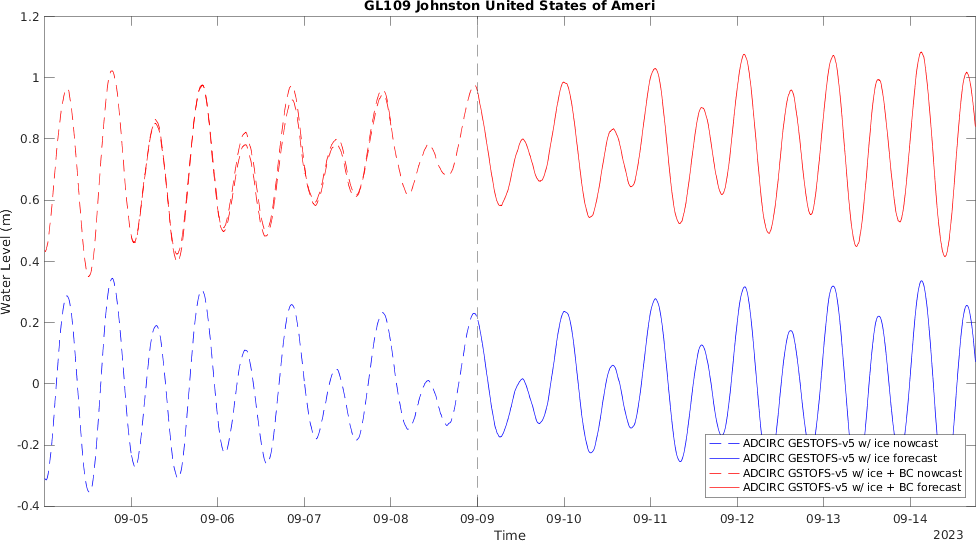 GL109 Johnston United States of Ameri
1.2
1
0.8
0.6
0.4
0.2
0
-0.2
-0.4
Water Level (m)
ADCIRC GESTOFS-v5 w/ ice nowcast
ADCIRC GESTOFS-v5 w/ ice forecast
ADCIRC GSTOFS-v5 w/ ice + BC nowcast
ADCIRC GSTOFS-v5 w/ ice + BC forecast
09-05 09-06 09-07 09-08 09-09 09-10 09-11 09-12 09-13 09-14
Time
2023